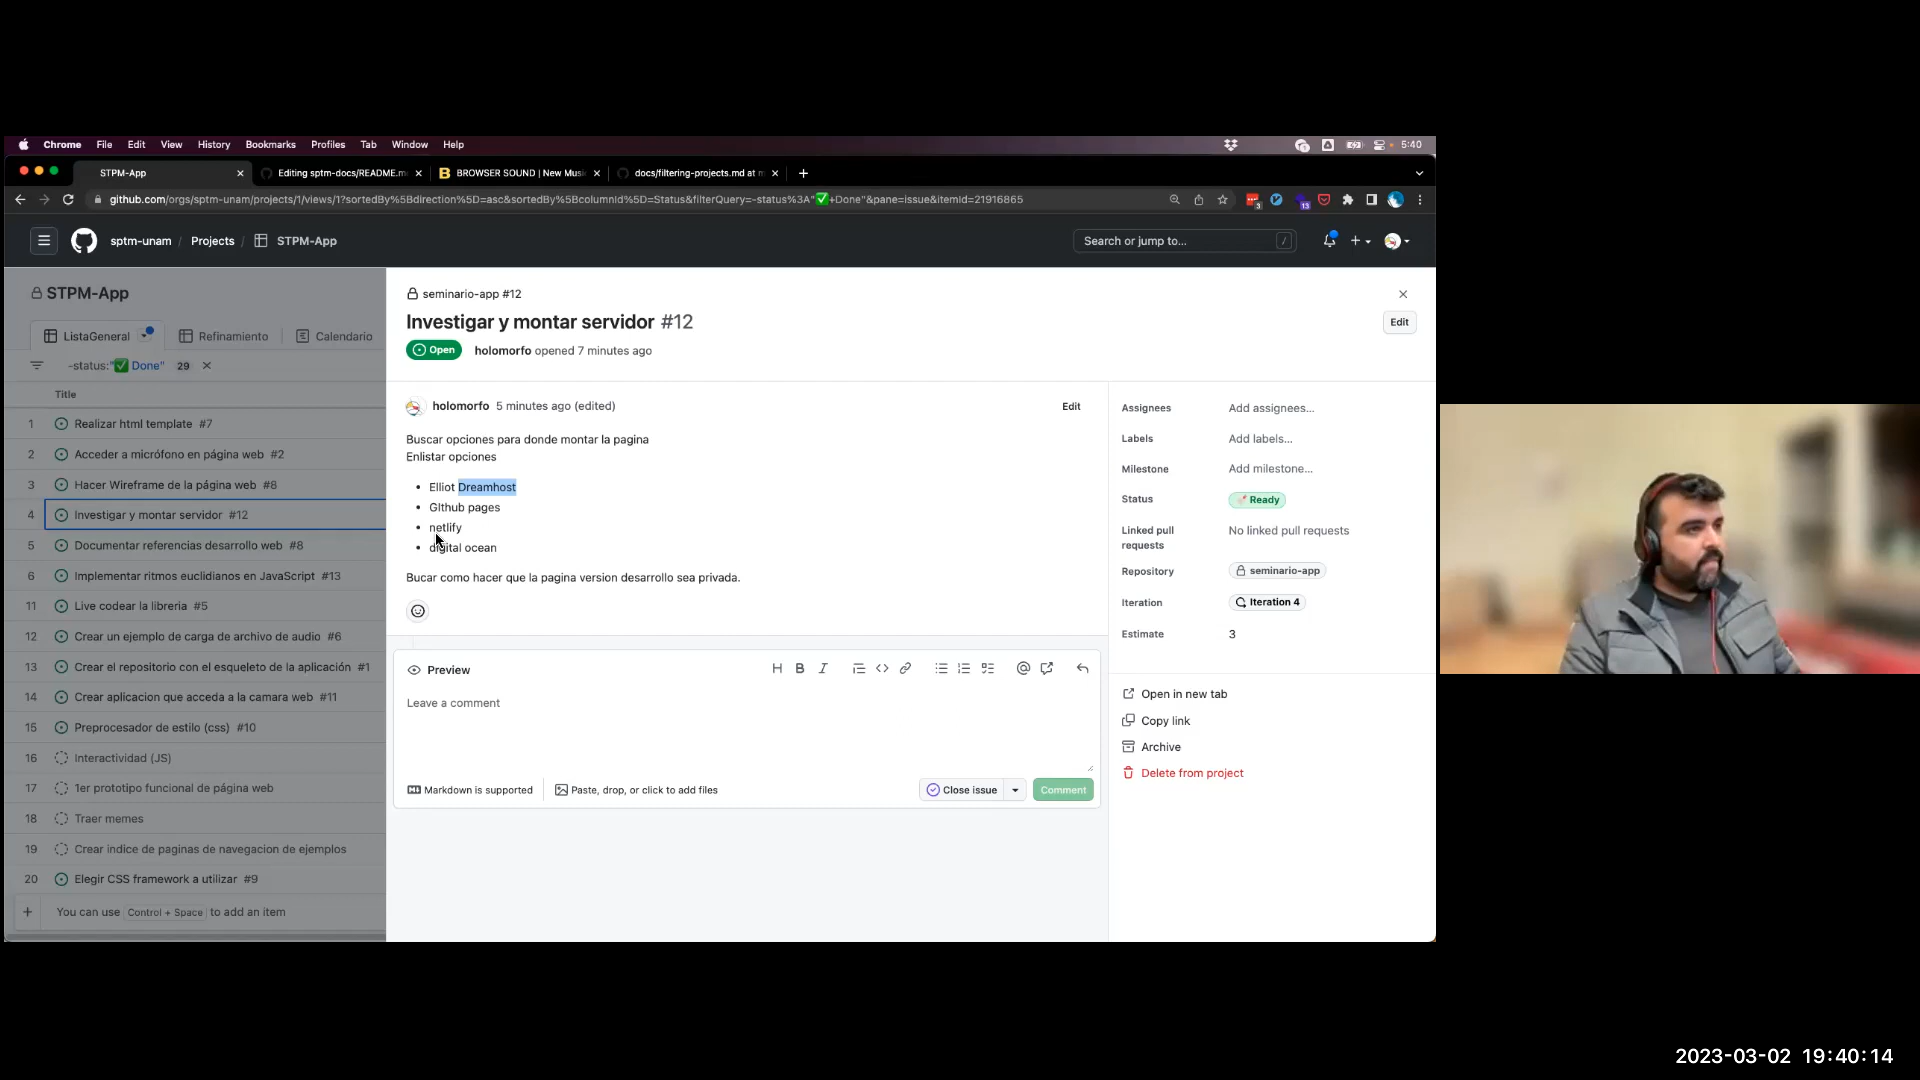 Chrome File Edit View History Bookmarks Profiles Tab Window Help 5:40
STPM-App
Editing sptm-docs/README.m
BROWSER SOUND | New Musi
docs/filtering-projects.md at m
github.com/orgs/sptm-unam/projects/1/views/1?sortedBy%5Bdirection%5D=asc&sortedBy%5BcolumnId%5D=Status&filterQuery=-status%3A"✅+Done"&pane=issue&itemId=21916865
3
13
sptm-unam / Projects / STPM-App
Search or jump to... /
STPM-App
ListaGeneral
Refinamiento
Calendario
-status:"✅ Done" 29
Title
1 Realizar html template #7
2 Acceder a micrófono en página web #2
3 Hacer Wireframe de la página web #8
4 Investigar y montar servidor #12
5 Documentar referencias desarrollo web #8
6 Implementar ritmos euclidianos en JavaScript #13
11 Live codear la libreria #5
12 Crear un ejemplo de carga de archivo de audio #6
13 Crear el repositorio con el esqueleto de la aplicación #1
14 Crear aplicacion que acceda a la camara web #11
15 Preprocesador de estilo (css) #10
16 Interactividad (JS)
17 1er prototipo funcional de página web
18 Traer memes
19 Crear indice de paginas de navegacion de ejemplos
20 Elegir CSS framework a utilizar #9
You can use Control + Space to add an item
seminario-app #12
Investigar y montar servidor #12
Edit
Open
holomorfo opened 7 minutes ago
holomorfo 5 minutes ago (edited)
Edit
Buscar opciones para donde montar la pagina
Enlistar opciones
Elliot Dreamhost
GIthub pages
netlify
digital ocean
Bucar como hacer que la pagina version desarrollo sea privada.
Preview
Leave a comment
Markdown is supported
Paste, drop, or click to add files
Close issue
Comment
Assignees Add assignees...
Labels Add labels...
Milestone Add milestone...
Status Ready
Linked pull requests No linked pull requests
Repository seminario-app
Iteration Iteration 4
Estimate 3
Open in new tab
Copy link
Archive
Delete from project
2023-03-02 19:40:14